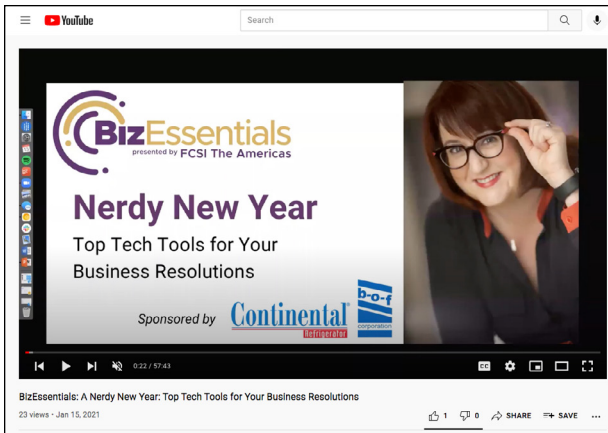 YouTube
Search
BizEssentials
presented by FCSI The Americas
Nerdy New Year
Top Tech Tools for Your
Business Resolutions
Sponsored by
Continental
Refrigerator
b-o-f
corporation
0:22 / 57:43
CC
BizEssentials: A Nerdy New Year: Top Tech Tools for Your Business Resolutions
23 views • Jan 15, 2021
1
0
SHARE
SAVE